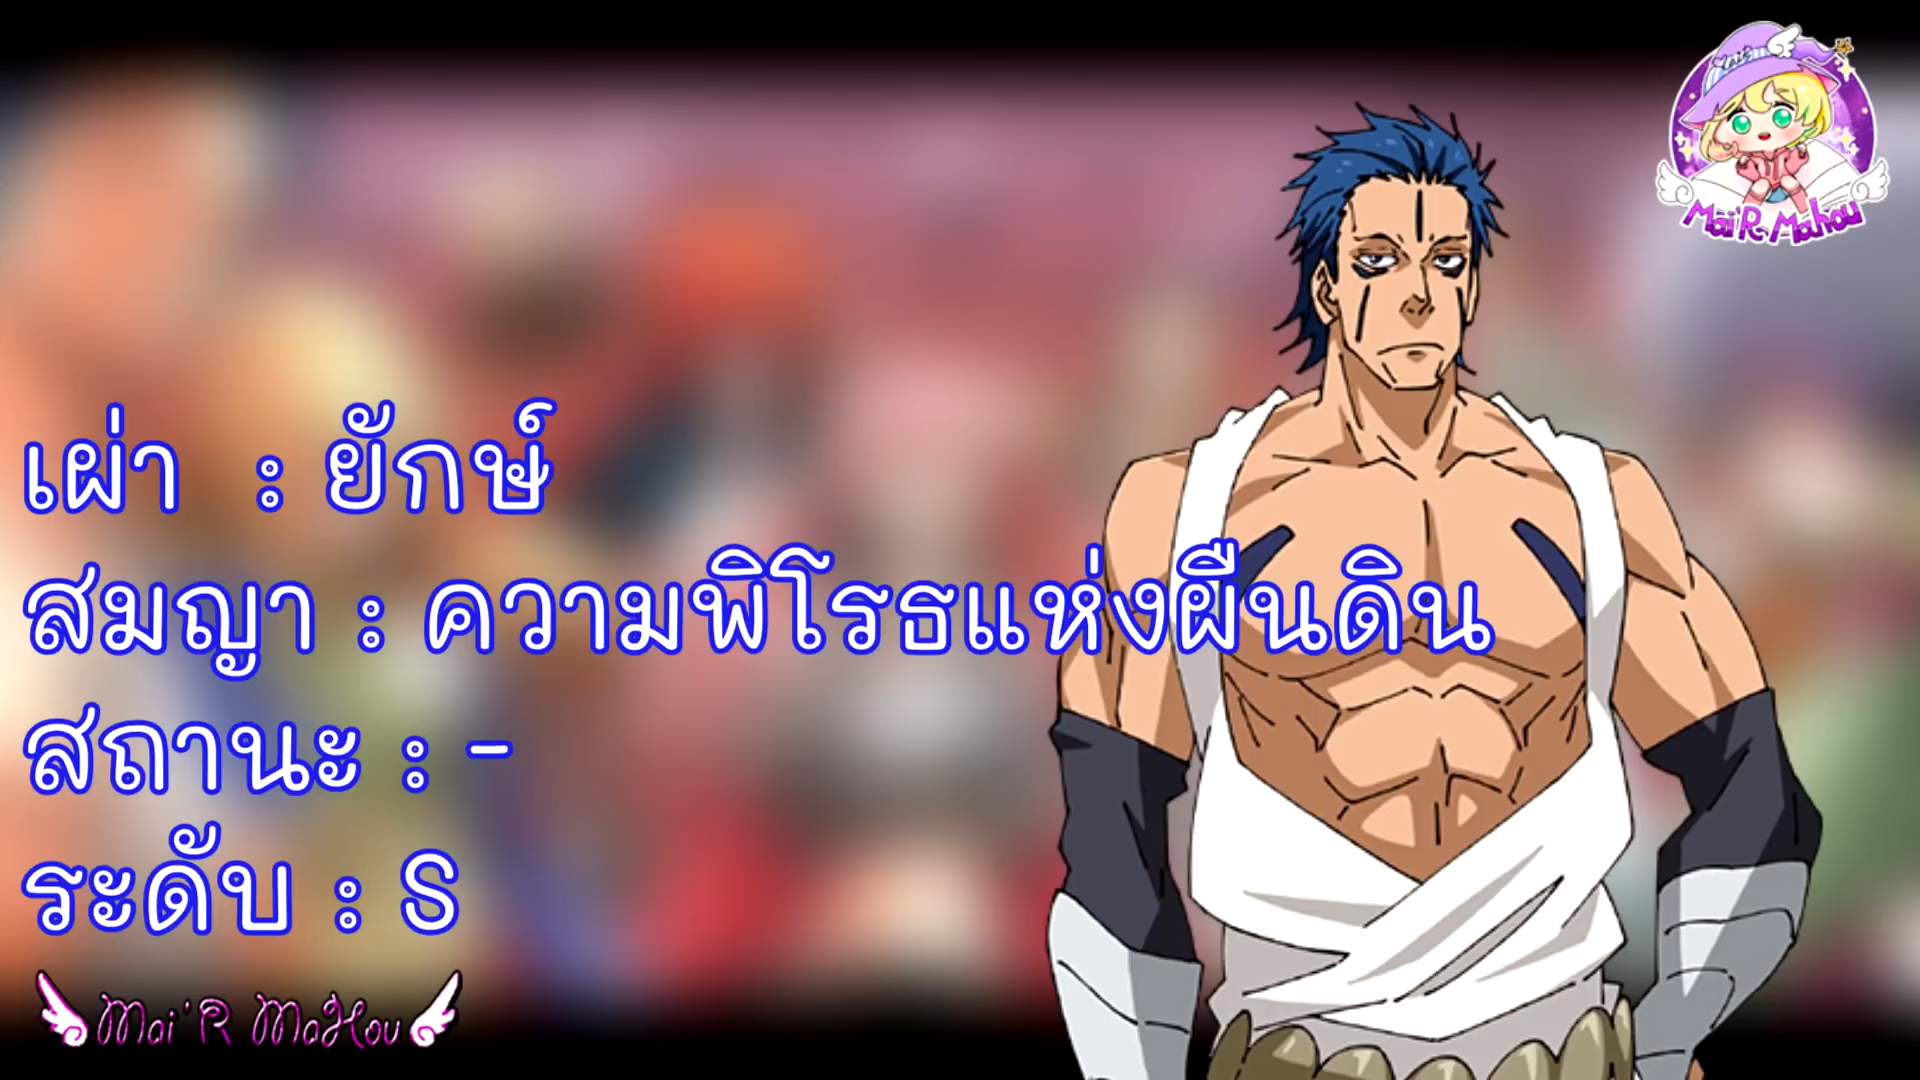 Mai'R Mahou
เผ่า : ยักษ์
สมญา : ความพิโรธแห่งผืนดิน
สถานะ : -
ระดับ : S
Mai'R MaHou